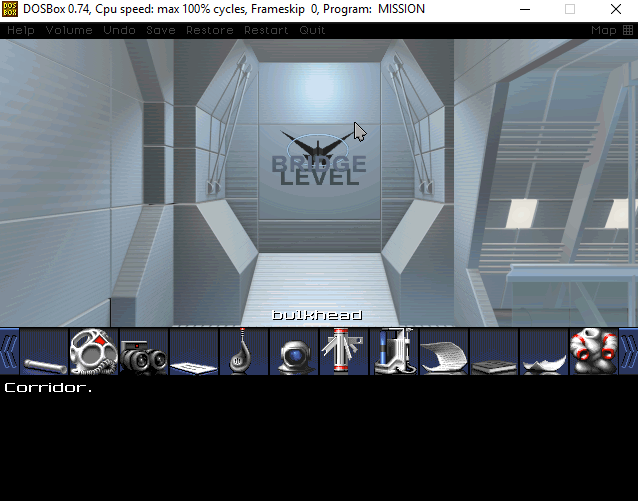 DOSBox 0.74, Cpu speed: max 100% cycles, Frameskip 0, Program: MISSION
Help Volume Undo Save Restore Restart Quit Map
BRIDGE
LEVEL
bulkhead
Corridor.